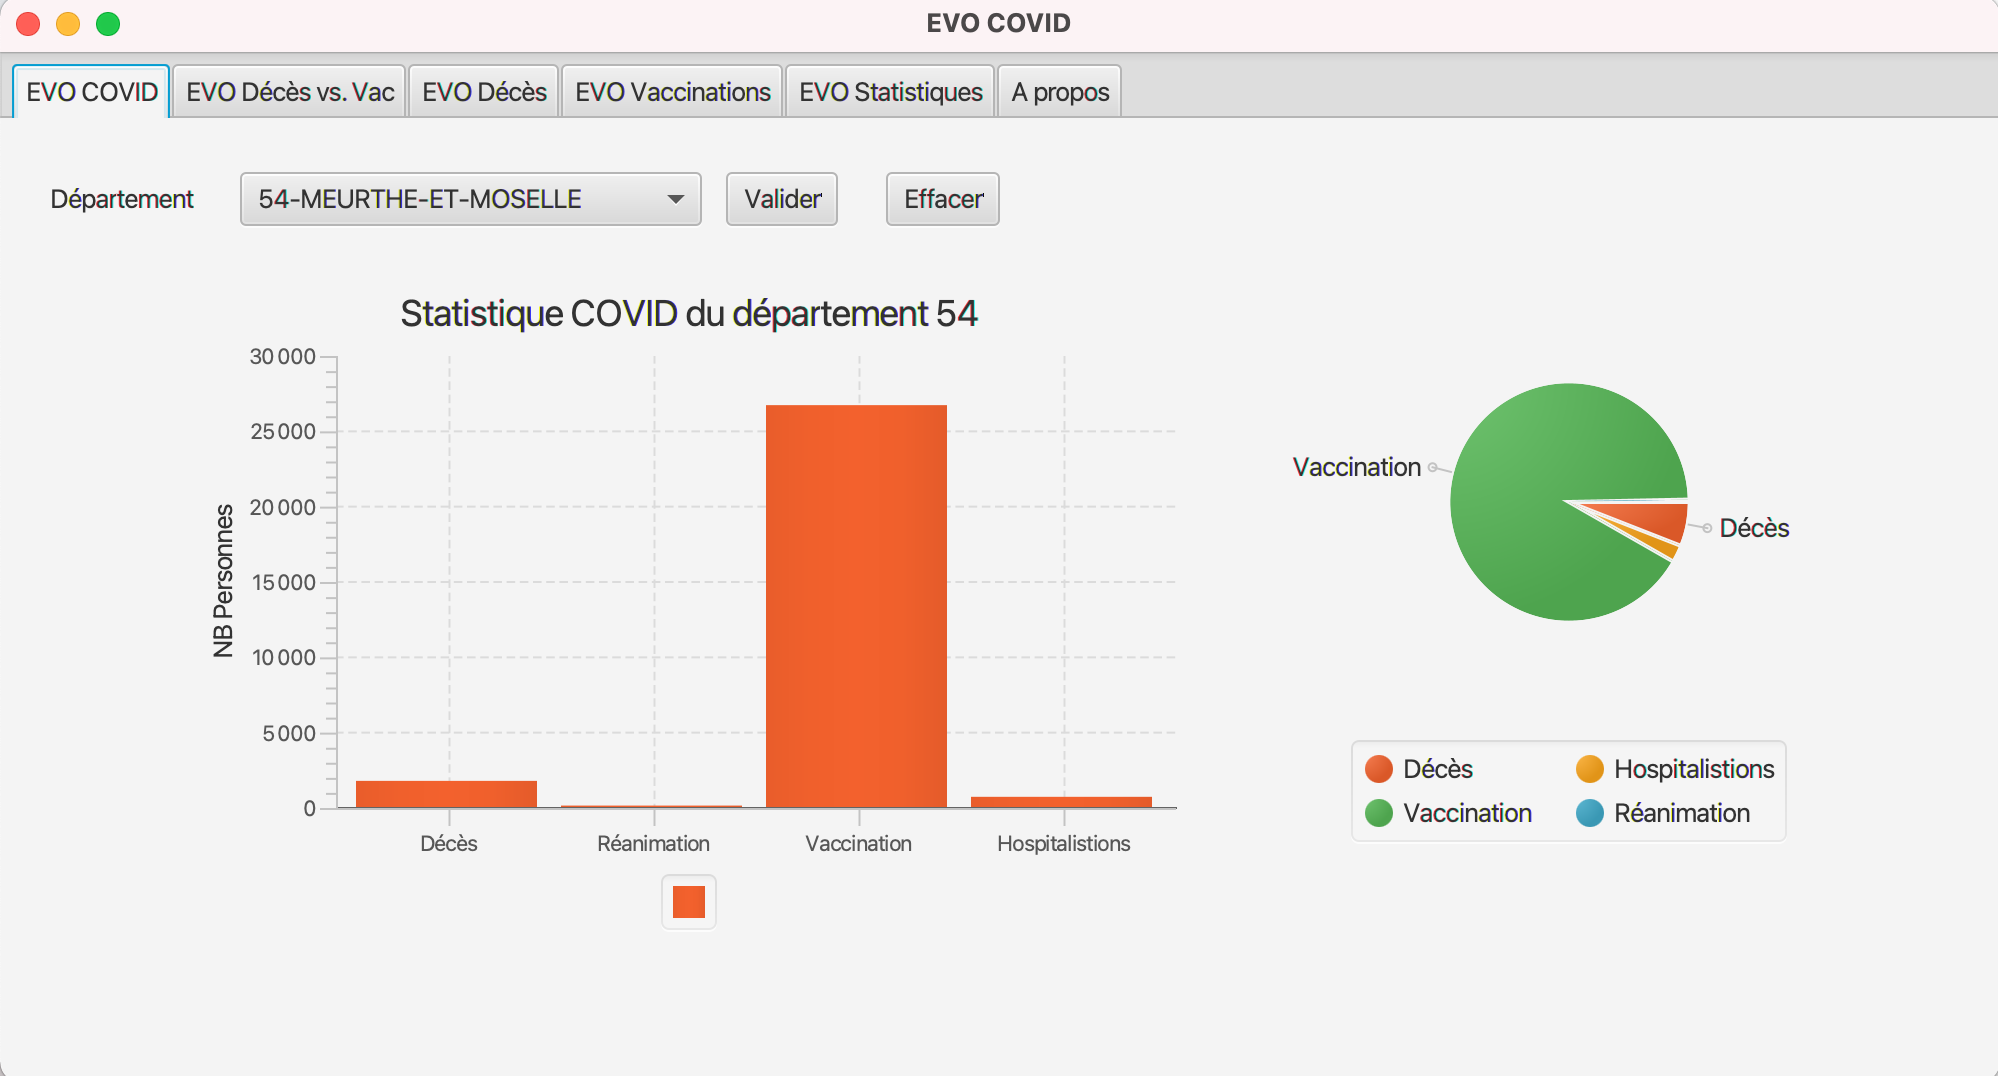 EVO COVID
EVO COVID EVO Décès vs. Vac EVO Décès EVO Vaccinations EVO Statistiques A propos
Département 54-MEURTHE-ET-MOSELLE Valider Effacer
Statistique COVID du département 54
NB Personnes
30 000
25 000
20 000
15 000
10 000
5 000
0
Décès Réanimation Vaccination Hospitalistions
Vaccination
Décès
Décès Hospitalistions
Vaccination Réanimation